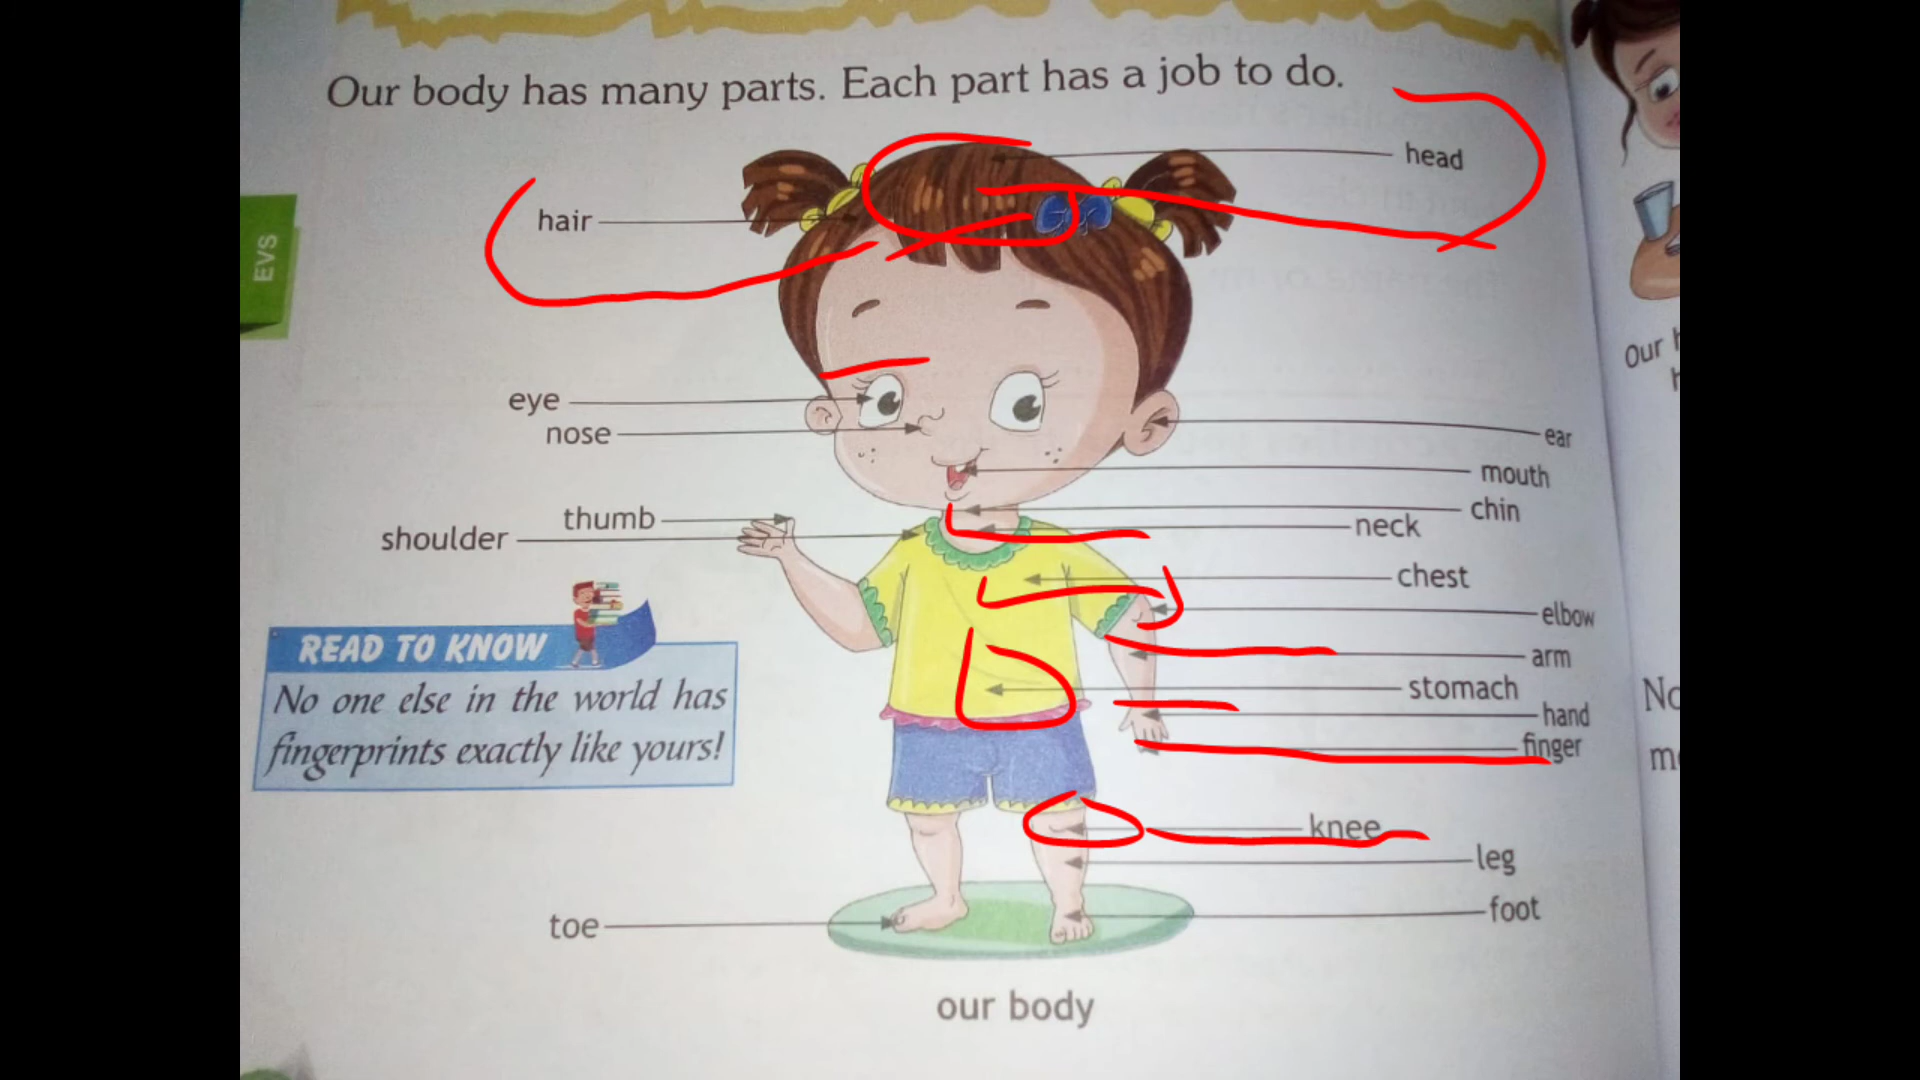 Our body has many parts. Each part has a job to do.
head
hair
EVS
eye
nose
ear
mouth
chin
thumb
neck
shoulder
chest
elbow
READ TO KNOW
arm
No one else in the world has
fingerprints exactly like yours!
stomach
hand
finger
knee
leg
foot
toe
our body
Our
No